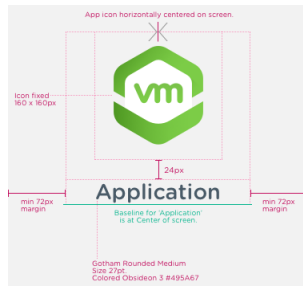 App icon horizontally centered on screen.
vm
Icon fixed
160 x 160px
24px
min 72px
margin
Application
min 72px
margin
Baseline for 'Application'
is at Center of screen.
Gotham Rounded Medium
Size 27pt.
Colored Obsideon 3 #495A67